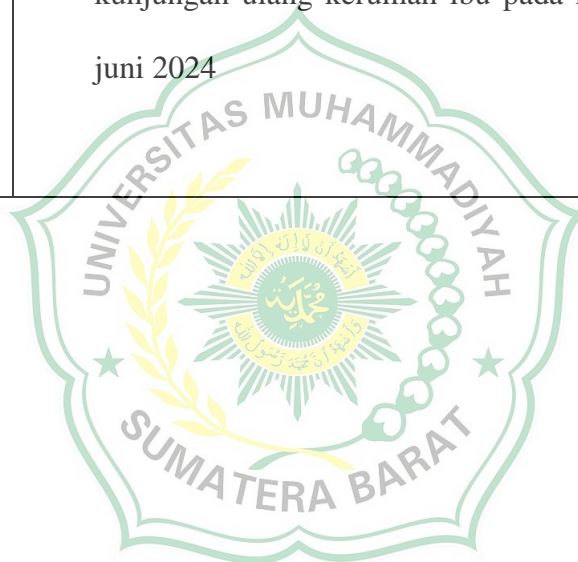 kunjungan ulang kerumah ibu pada
juni 2024
UNIVERSITAS MUHAMMADIYAH
SUMATERA BARAT